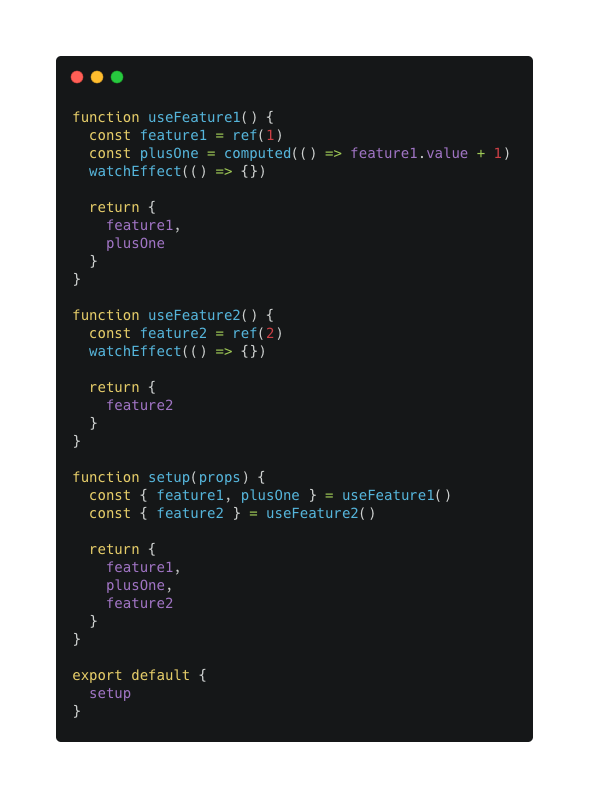 function useFeature1() {
  const feature1 = ref(1)
  const plusOne = computed(() => feature1.value + 1)
  watchEffect(() => {})

  return {
    feature1,
    plusOne
  }
}

function useFeature2() {
  const feature2 = ref(2)
  watchEffect(() => {})

  return {
    feature2
  }
}

function setup(props) {
  const { feature1, plusOne } = useFeature1()
  const { feature2 } = useFeature2()

  return {
    feature1,
    plusOne,
    feature2
  }
}

export default {
  setup
}